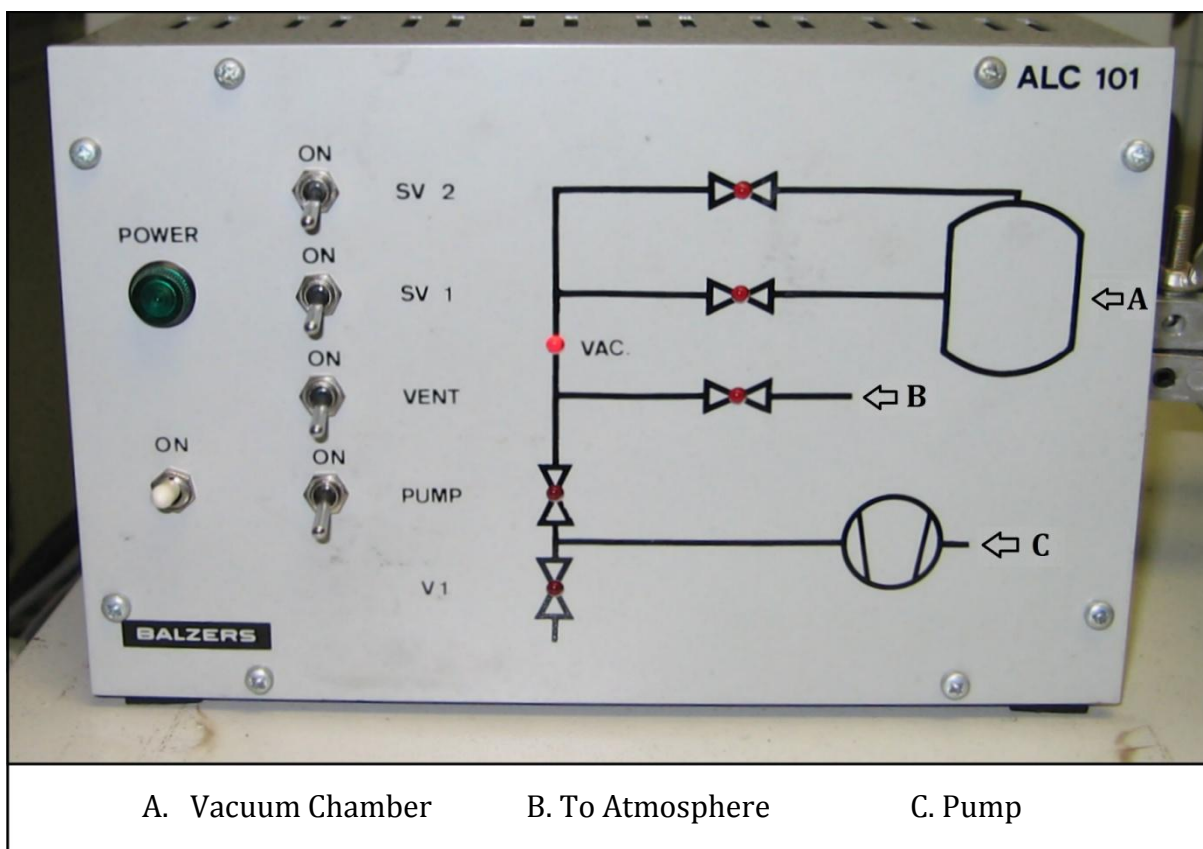 ALC 101
ON
SV 2
POWER
ON
SV 1
A
VAC.
ON
VENT
B
ON
ON
PUMP
C
V1
BALZERS
A. Vacuum Chamber B. To Atmosphere C. Pump